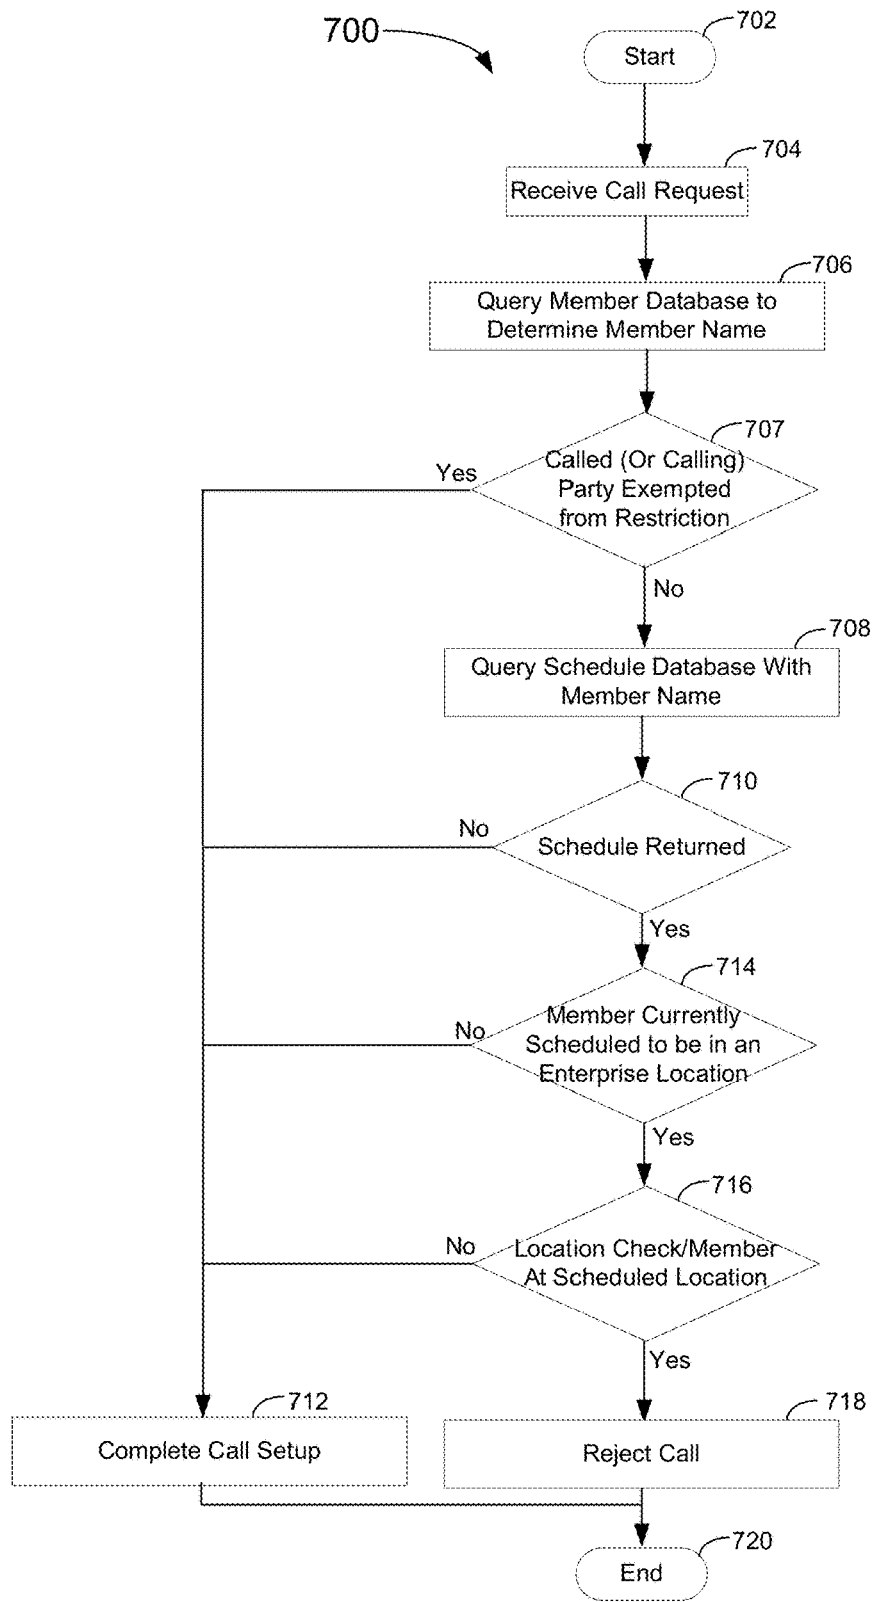 700
702
Start
704
Receive Call Request
706
Query Member Database to
Determine Member Name
707
Called (Or Calling)
Party Exempted
from Restriction
Yes
No
708
Query Schedule Database With
Member Name
710
No
Schedule Returned
Yes
714
Member Currently
No
Scheduled to be in an
Enterprise Location
Yes
716
No
Location Check/Member
At Scheduled Location
Yes
712
718
Complete Call Setup
Reject Call
720
End